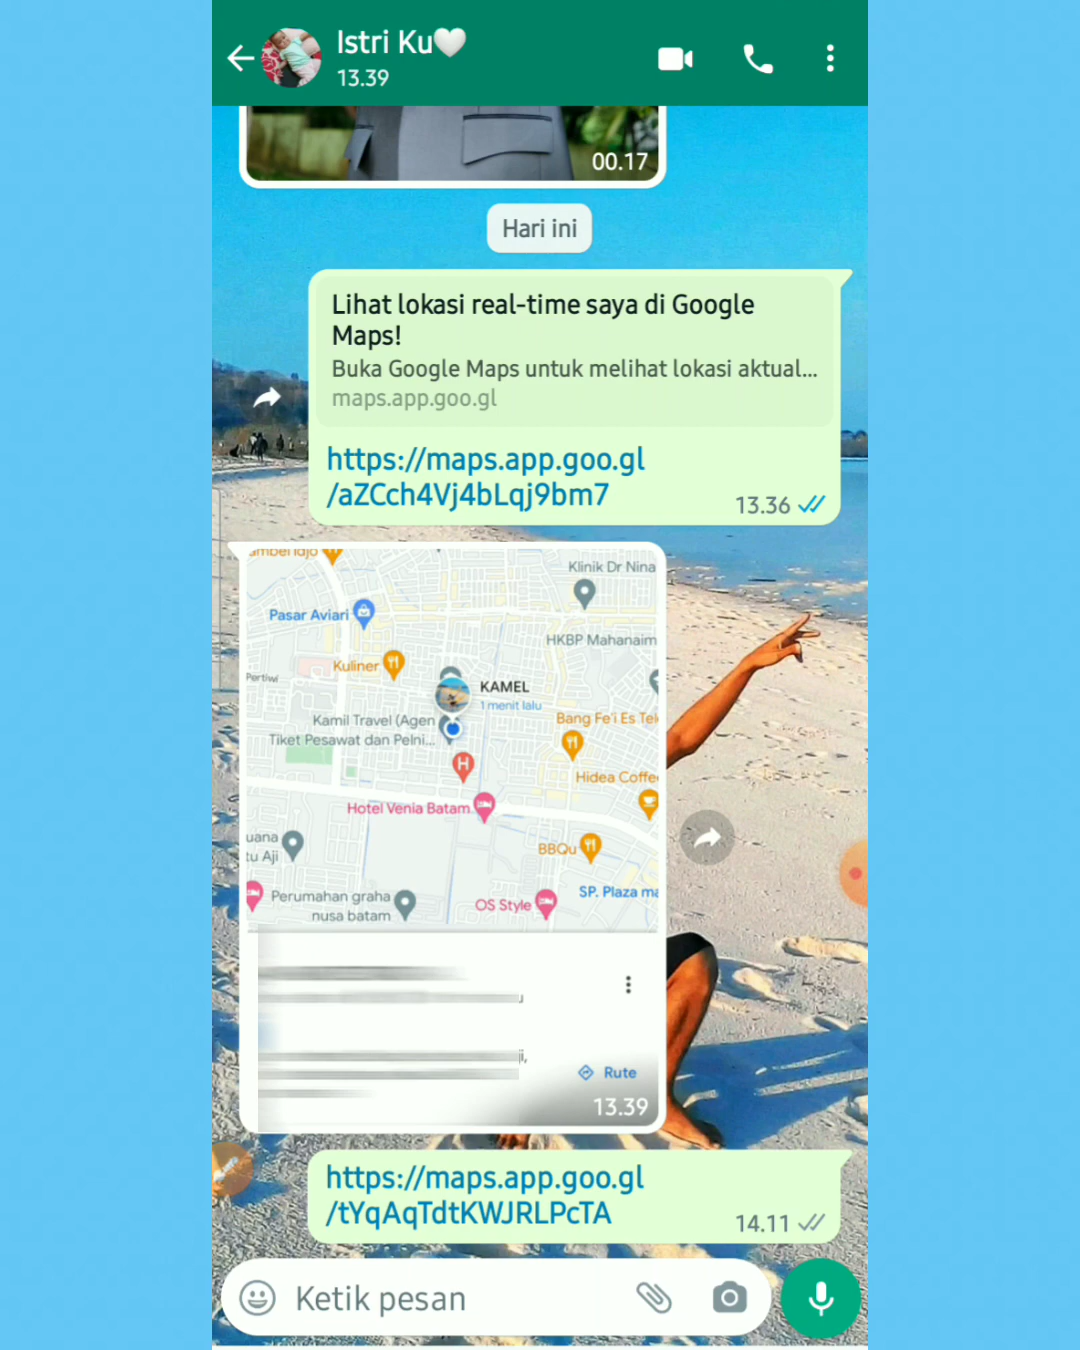 Istri Ku🤍
13.39
00.17
Hari ini
Lihat lokasi real-time saya di Google
Maps!
Buka Google Maps untuk melihat lokasi aktual...
maps.app.goo.gl
https://maps.app.goo.gl
/aZCch4Vj4bLqj9bm7
13.36
Klinik Dr Nina
Pasar Aviari
HKBP Mahanaim
Kuliner
Pertiwi
KAMEL
1 menit lalu
Kamil Travel (Agen
Tiket Pesawat dan Pelni...
Bang Fe'i Es Tel
Hidea Coffe
Hotel Venia Batam
uana
tu Aji
BBQu
SP. Plaza ma
Perumahan graha
nusa batam
OS Style
Rute
13.39
https://maps.app.goo.gl
/tYqAqTdtKWJRLPcTA
14.11
Ketik pesan